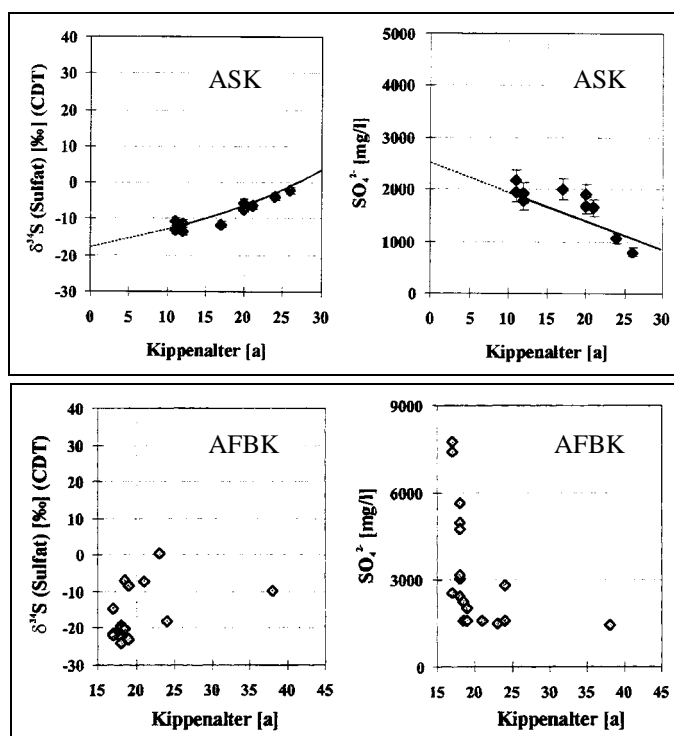 δ³⁴S (Sulfat) [‰] (CDT)
40
30
20
10
0
-10
-20
-30
ASK
0 5 10 15 20 25 30
Kippenalter [a]
SO₄²⁻ [mg/l]
5000
4000
3000
2000
1000
0
ASK
0 5 10 15 20 25 30
Kippenalter [a]
δ³⁴S (Sulfat) [‰] (CDT)
40
30
20
10
0
-10
-20
-30
AFBK
15 20 25 30 35 40 45
Kippenalter [a]
SO₄²⁻ [mg/l]
9000
6000
3000
0
AFBK
15 20 25 30 35 40 45
Kippenalter [a]